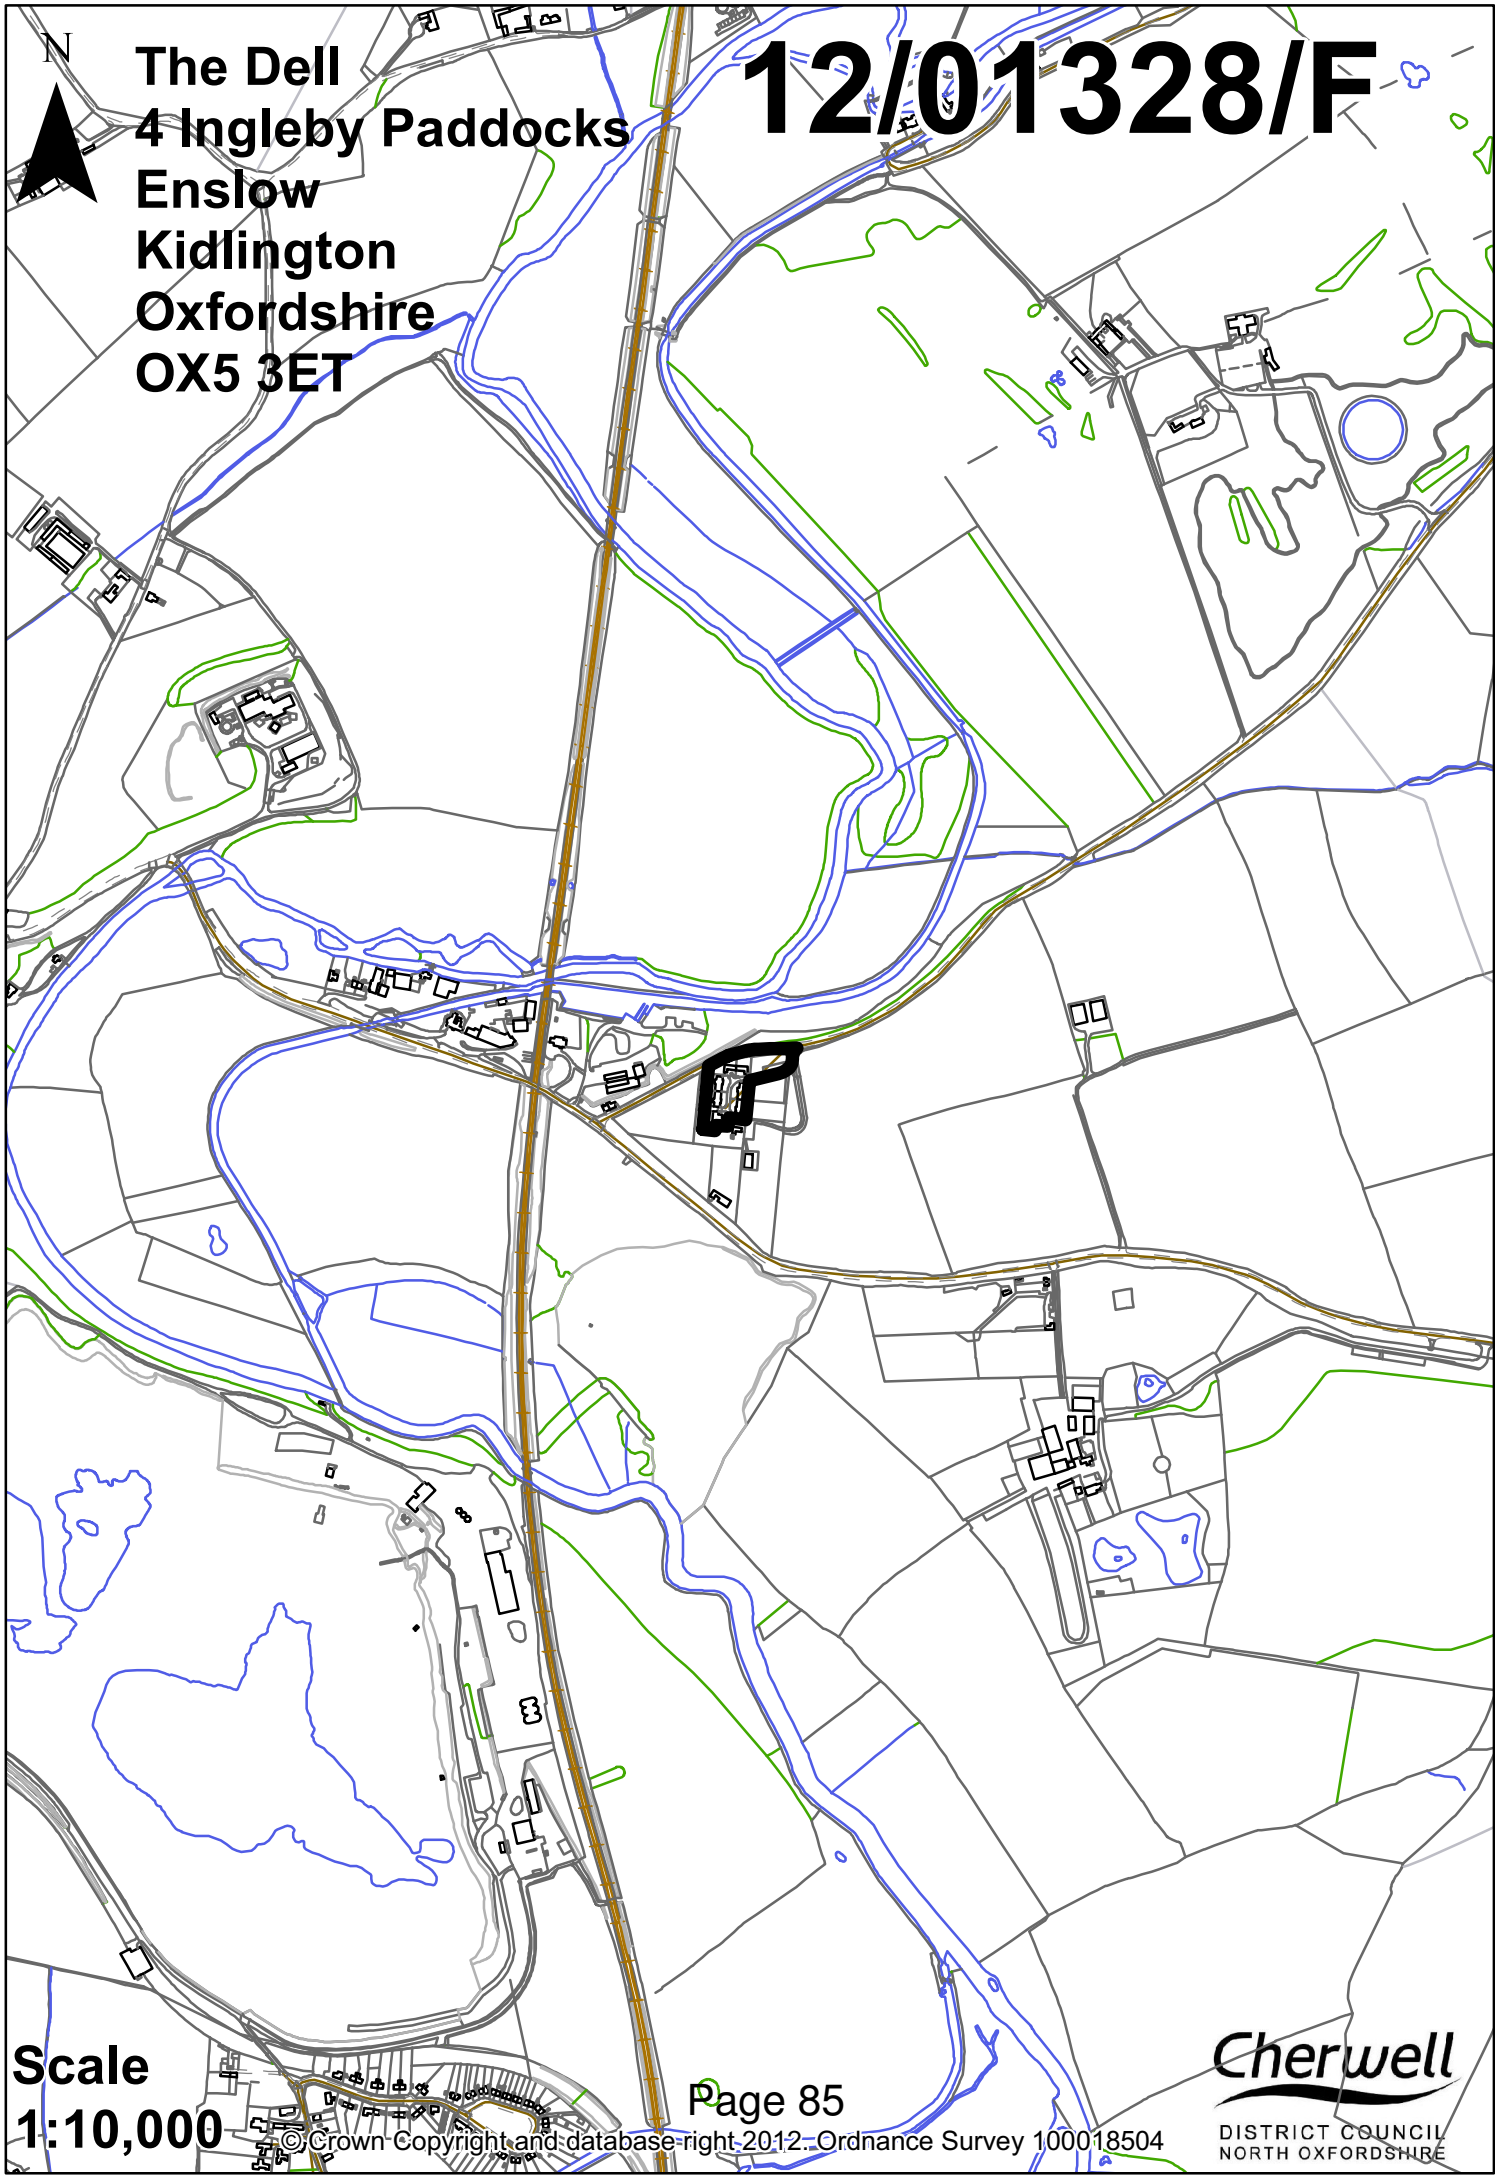 N
The Dell
4 Ingleby Paddocks
Enslow
Kidlington
Oxfordshire
OX5 3ET
12/01328/F
Scale
1:10,000
Page 85
© Crown Copyright and database right 2012. Ordnance Survey 100018504
Cherwell
DISTRICT COUNCIL
NORTH OXFORDSHIRE